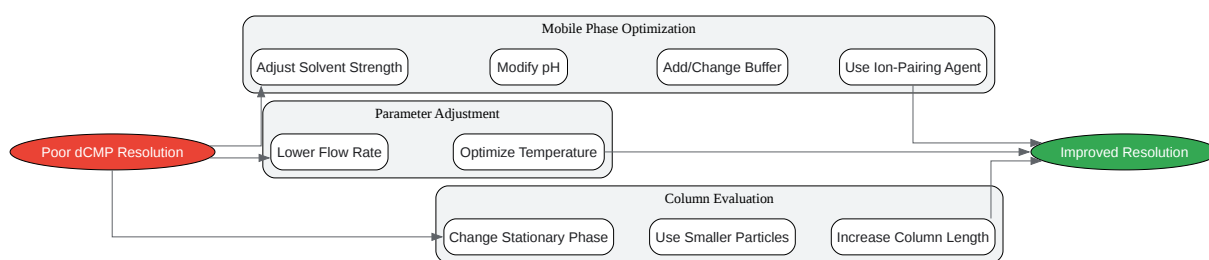 Mobile Phase Optimization
Adjust Solvent Strength
Modify pH
Add/Change Buffer
Use Ion-Pairing Agent
Parameter Adjustment
Poor dCMP Resolution
Lower Flow Rate
Optimize Temperature
Improved Resolution
Column Evaluation
Change Stationary Phase
Use Smaller Particles
Increase Column Length